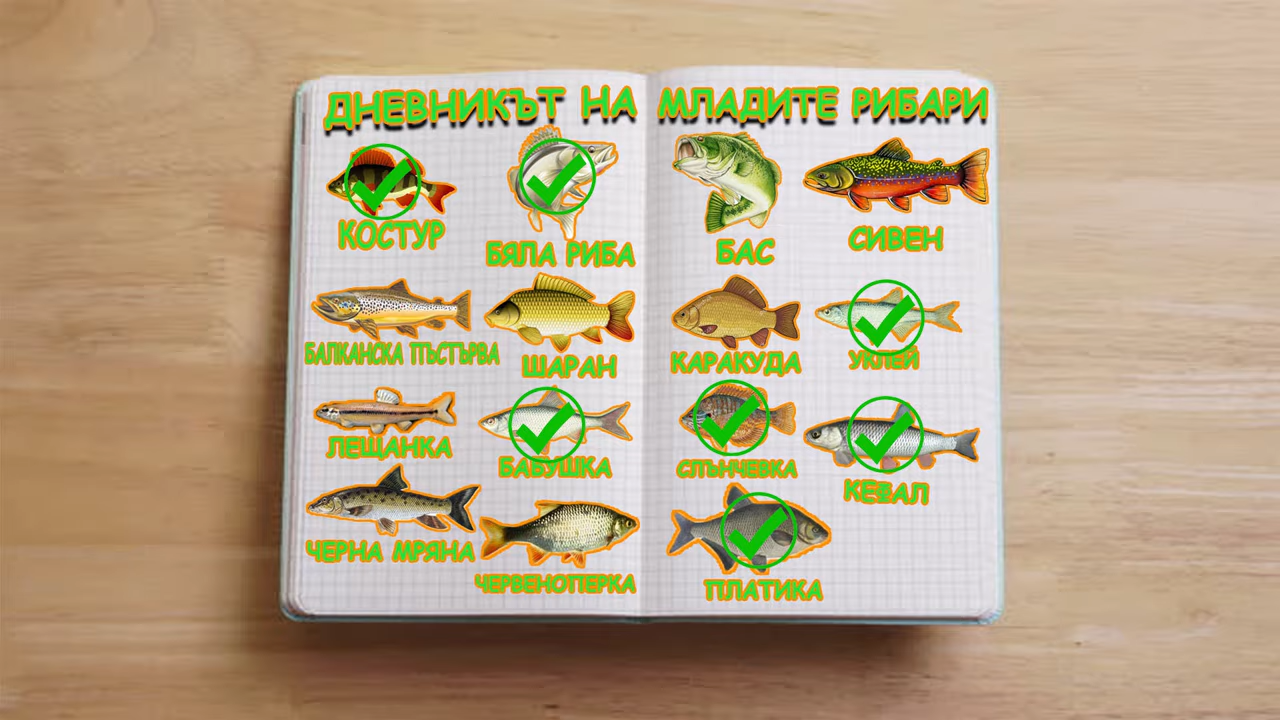 ДНЕВНИКЪТ НА МЛАДИТЕ РИБАРИ
КОСТУР
БЯЛА РИБА
БАС
СИВЕН
БАЛКАНСКА ПЪСТЪРВА
ШАРАН
КАРАКУДА
УКЛЕЙ
ЛЕЩАНКА
БАБУШКА
СЛЪНЧЕВКА
КЕФАЛ
ЧЕРНА МРЯНА
ЧЕРВЕНОПЕРКА
ПЛАТИКА